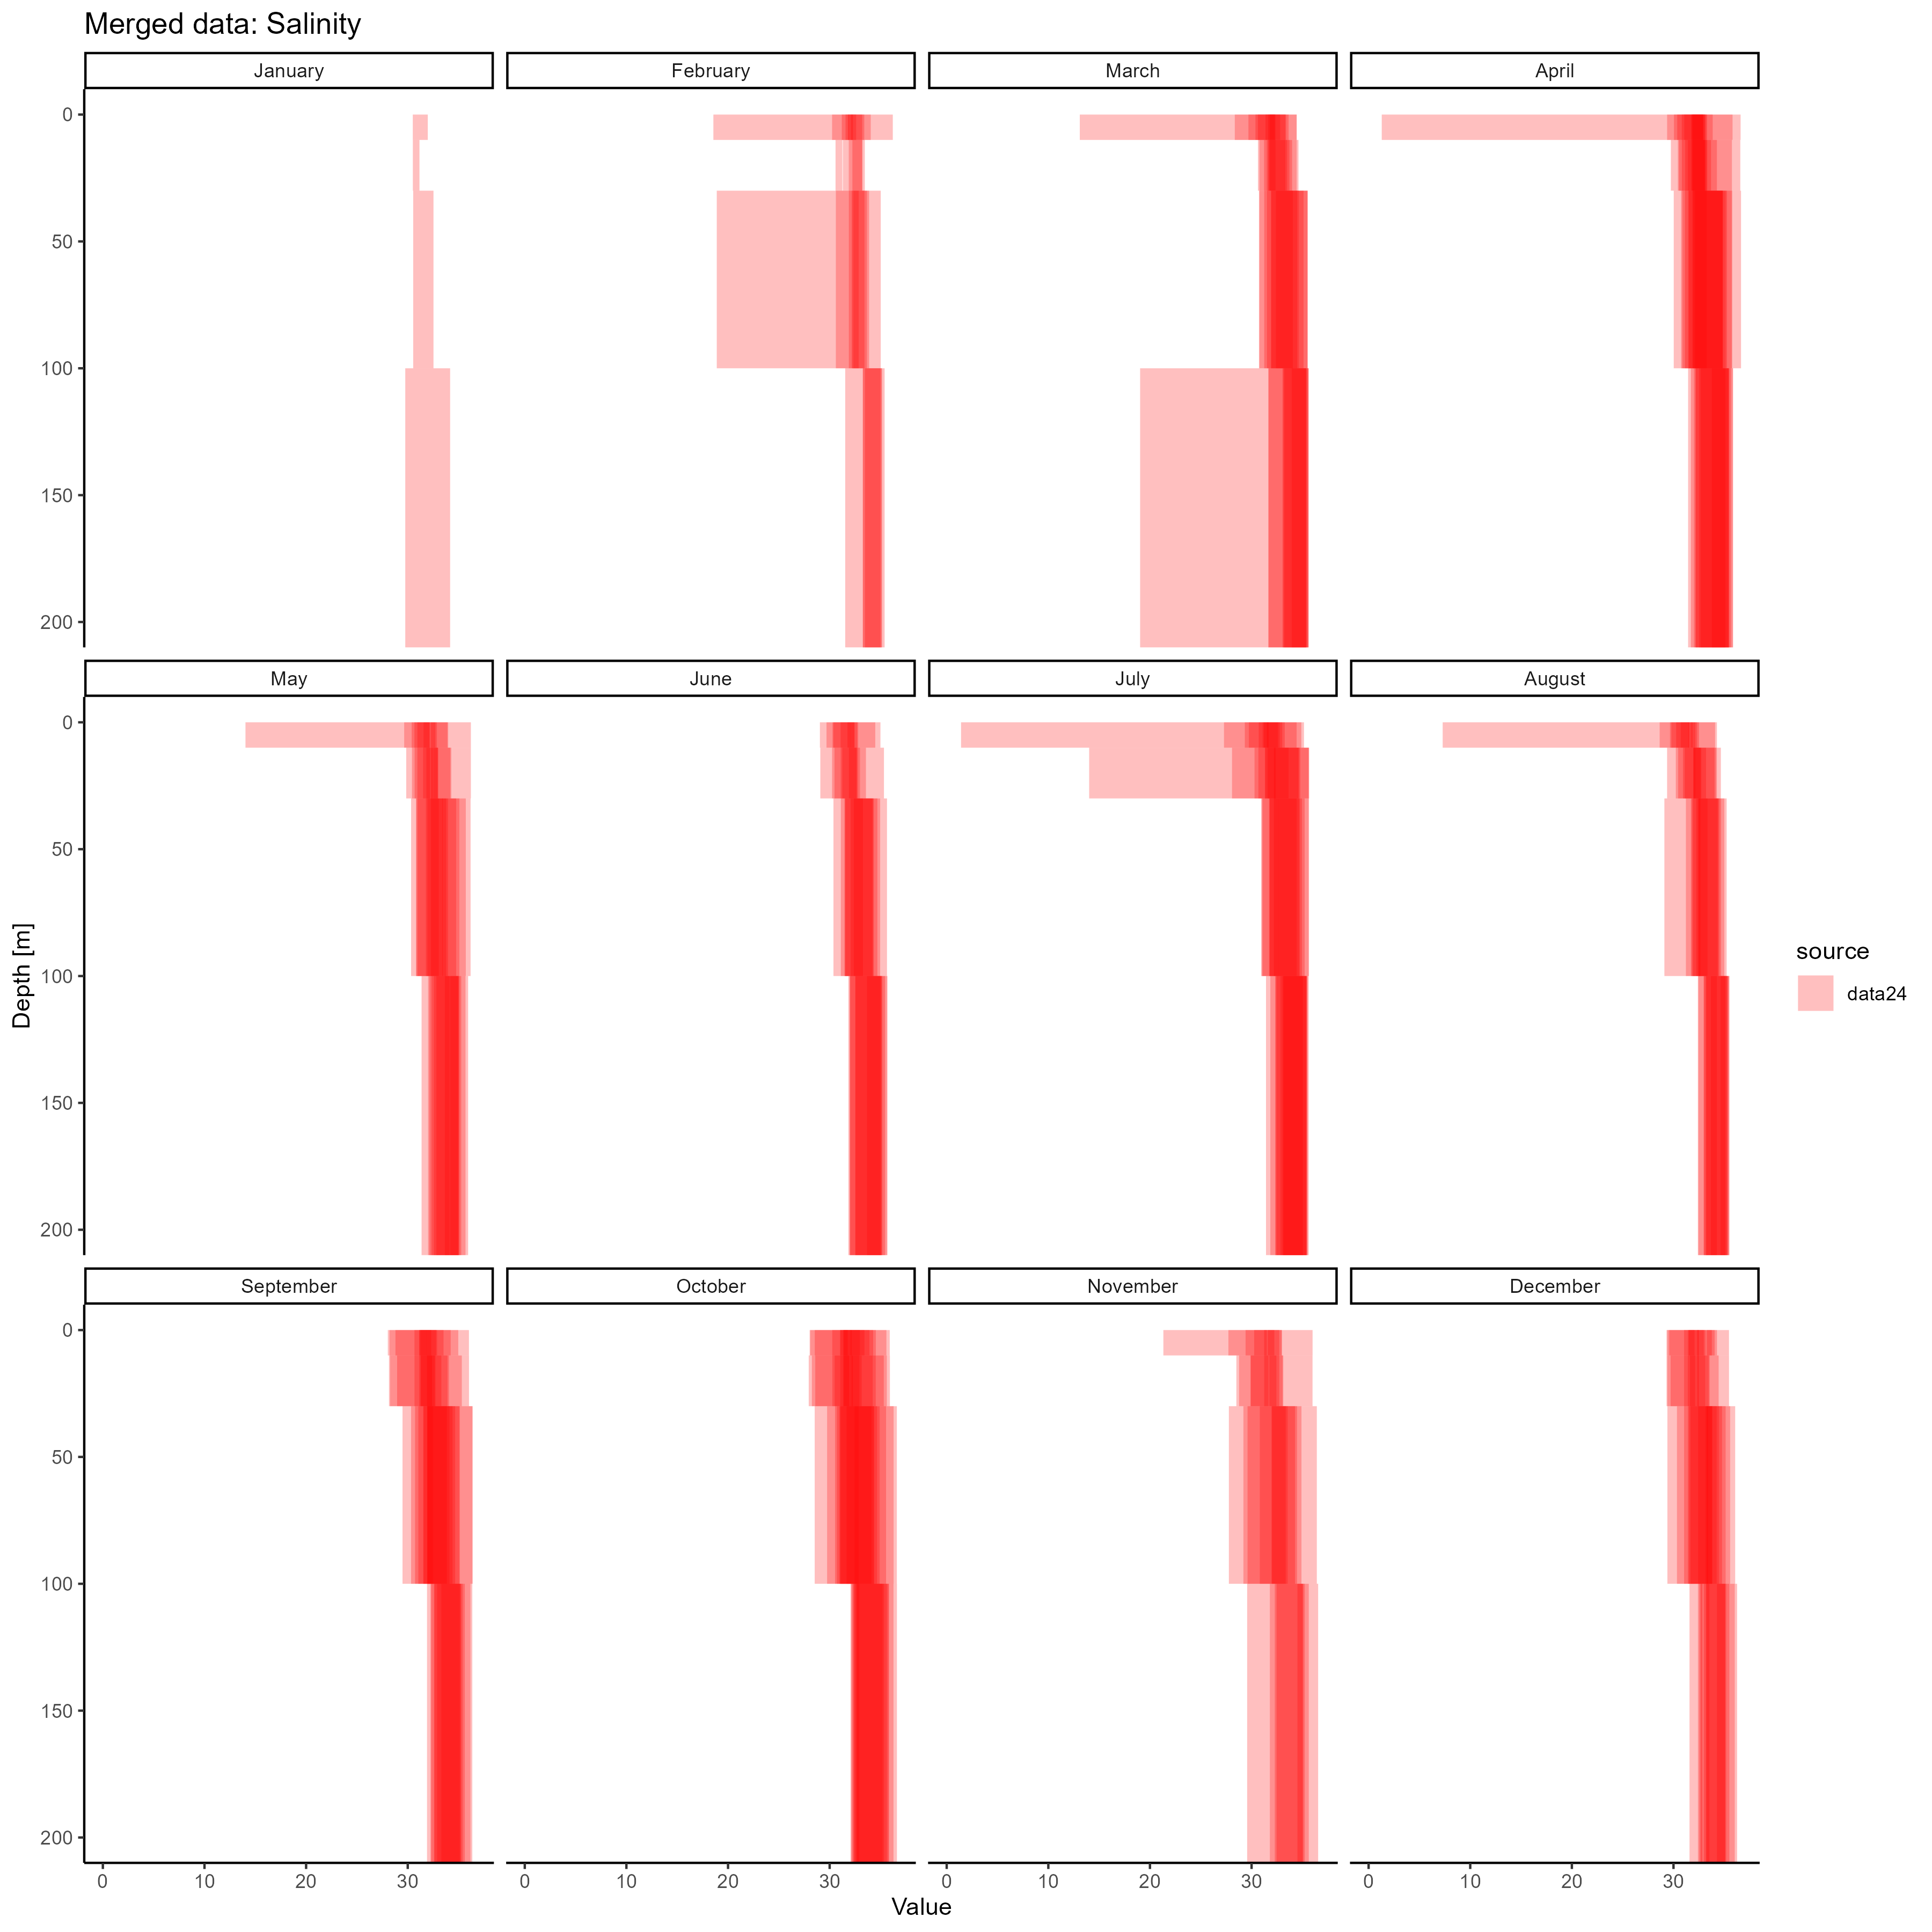 Merged data: Salinity
January February March April
0
50
100
150
200
May June July August
0
50
100
150
200
Depth [m]
source
data24
September October November December
0
50
100
150
200
0 10 20 30 0 10 20 30 0 10 20 30 0 10 20 30
Value